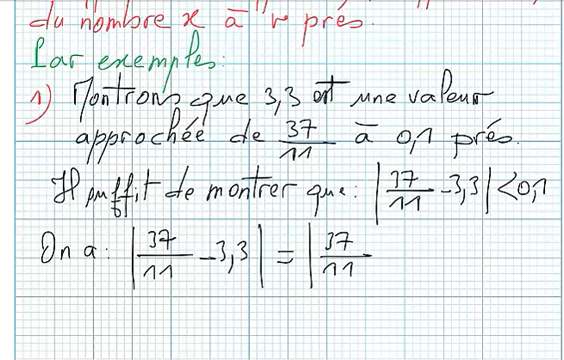 du nombre x à "r" près.
Par exemples:
1) Montrons que 3,3 est une valeur
approchée de 37/11 à 0,1 près.
Il suffit de montrer que: |37/11 - 3,3| < 0,1
On a: |37/11 - 3,3| = |37/11 -